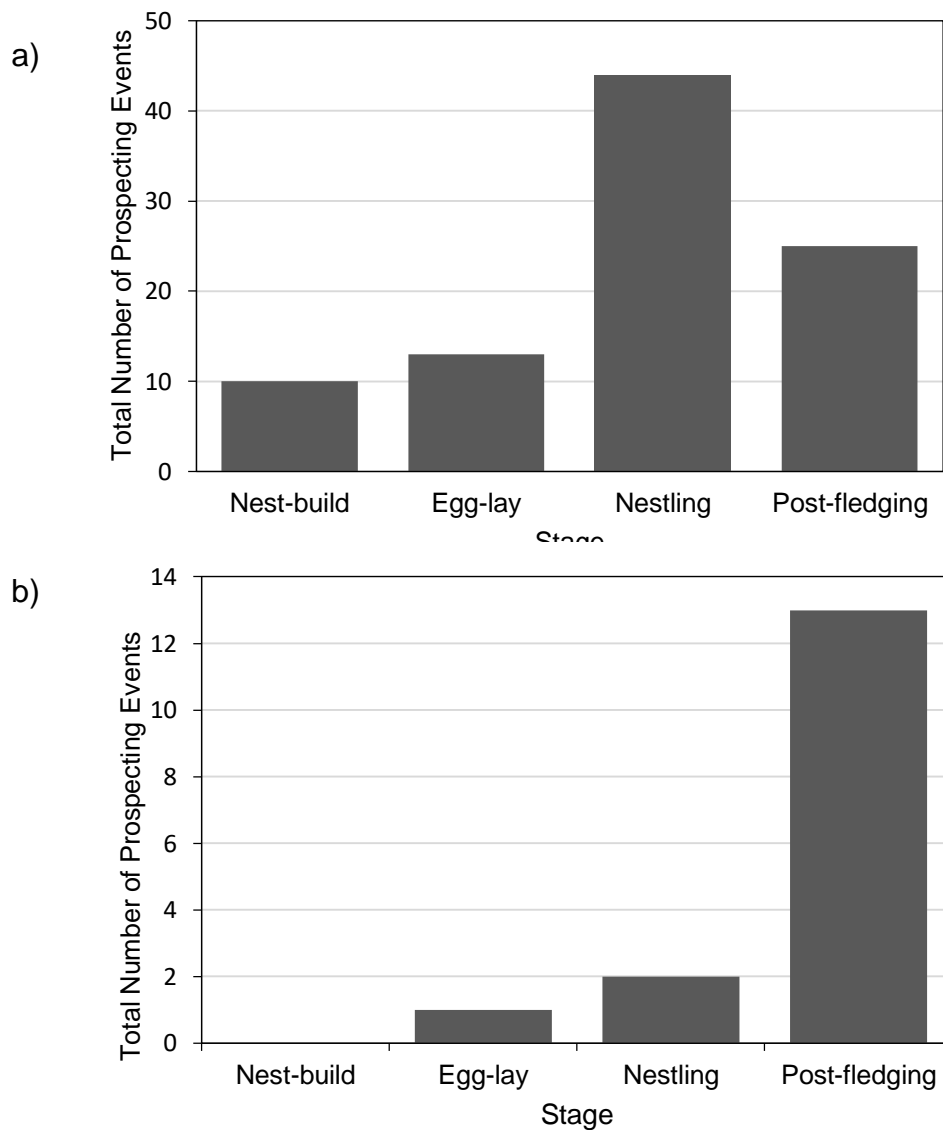 a)
Total Number of Prospecting Events
50
40
30
20
10
0
Nest-build Egg-lay Nestling Post-fledging
Stage
b)
Total Number of Prospecting Events
14
12
10
8
6
4
2
0
Nest-build Egg-lay Nestling Post-fledging
Stage